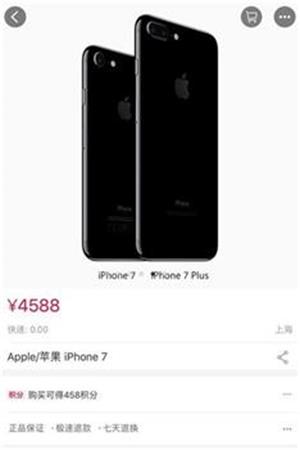 iPhone 7 iPhone 7 Plus
¥4588
快速: 0.00 上海
Apple/苹果 iPhone 7
积分 购买可得458积分
正品保证 · 极速退款 · 七天退换